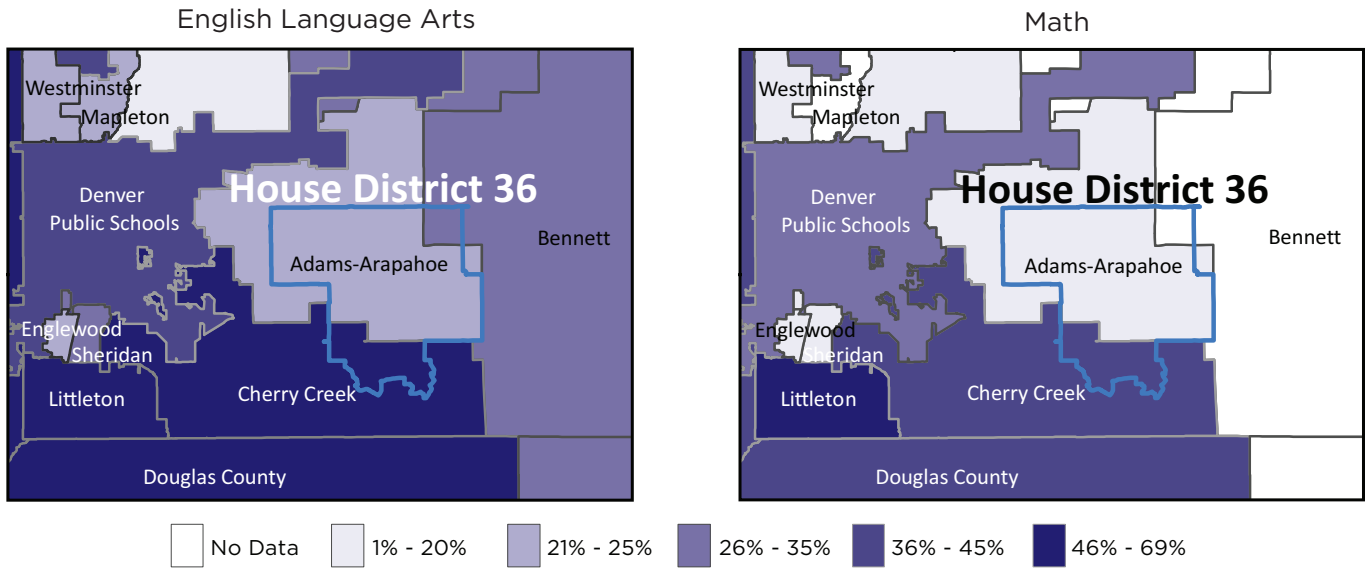 English Language Arts
Westminster
Mapleton
House District 36
Denver
Public Schools
Bennett
Adams-Arapahoe
Englewood
Sheridan
Littleton
Cherry Creek
Douglas County
Math
Westminster
Mapleton
House District 36
Denver
Public Schools
Bennett
Adams-Arapahoe
Englewood
Sheridan
Littleton
Cherry Creek
Douglas County
No Data
1% - 20%
21% - 25%
26% - 35%
36% - 45%
46% - 69%